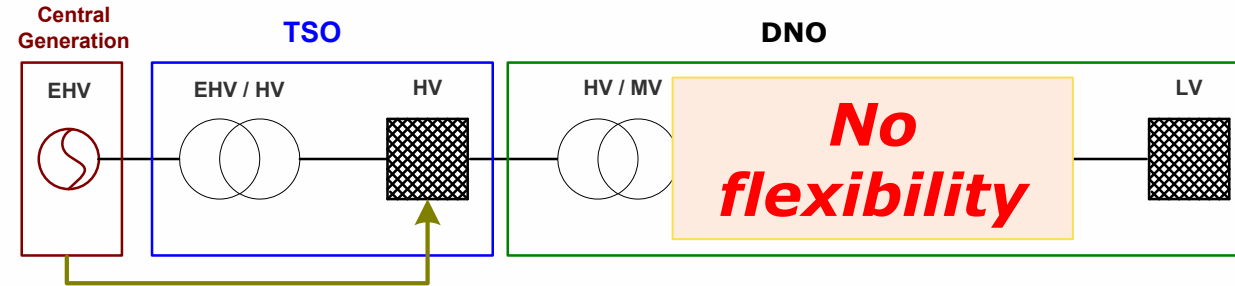 Central
Generation
TSO
DNO
EHV
EHV / HV
HV
HV / MV
LV
No
flexibility